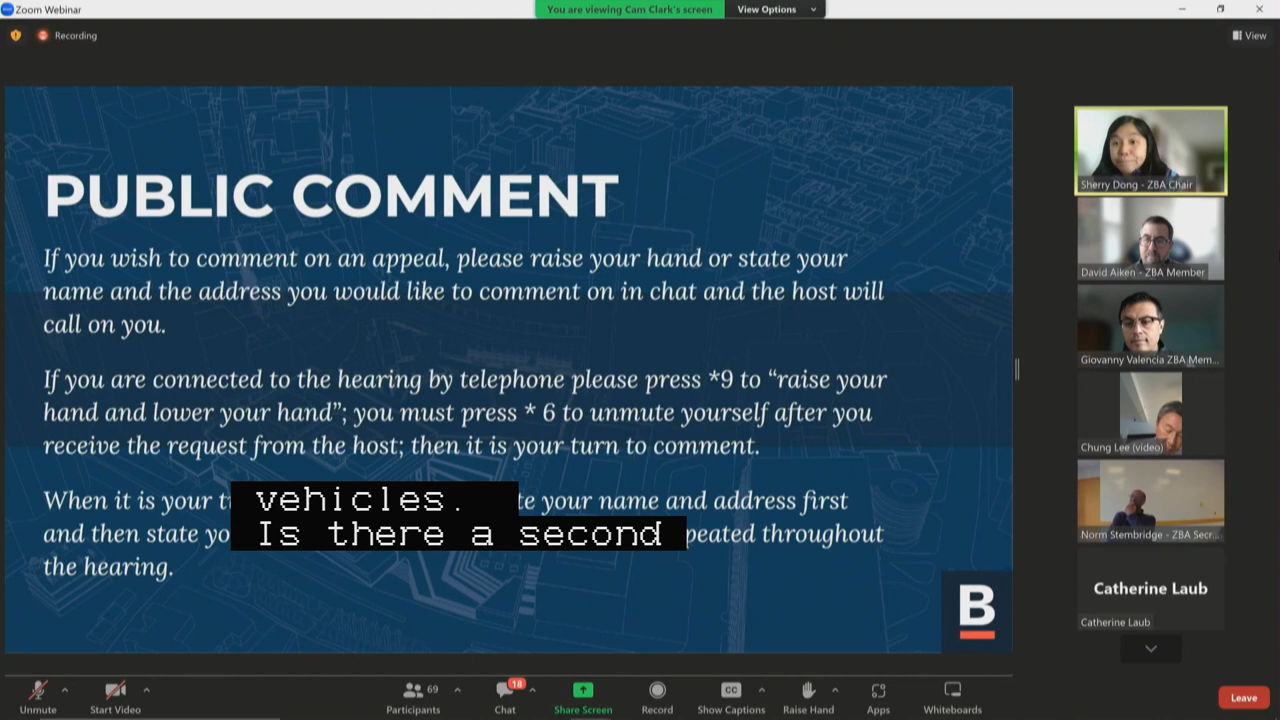 Zoom Webinar
You are viewing Cam Clark's screen
View Options
Recording
View
PUBLIC COMMENT
If you wish to comment on an appeal, please raise your hand or state your
name and the address you would like to comment on in chat and the host will
call on you.
If you are connected to the hearing by telephone please press *9 to “raise your
hand and lower your hand”; you must press * 6 to unmute yourself after you
receive the request from the host; then it is your turn to comment.
When it is your t
te your name and address first
and then state yo
peated throughout
the hearing.
vehicles.
Is there a second
B
Sherry Dong - ZBA Chair
David Aiken - ZBA Member
Giovanny Valencia ZBA Mem...
Chung Lee (video)
Norm Stembridge - ZBA Secr...
Catherine Laub
Catherine Laub
Unmute
Start Video
69
Participants
18
Chat
Share Screen
Record
CC
Show Captions
Raise Hand
Apps
Whiteboards
Leave